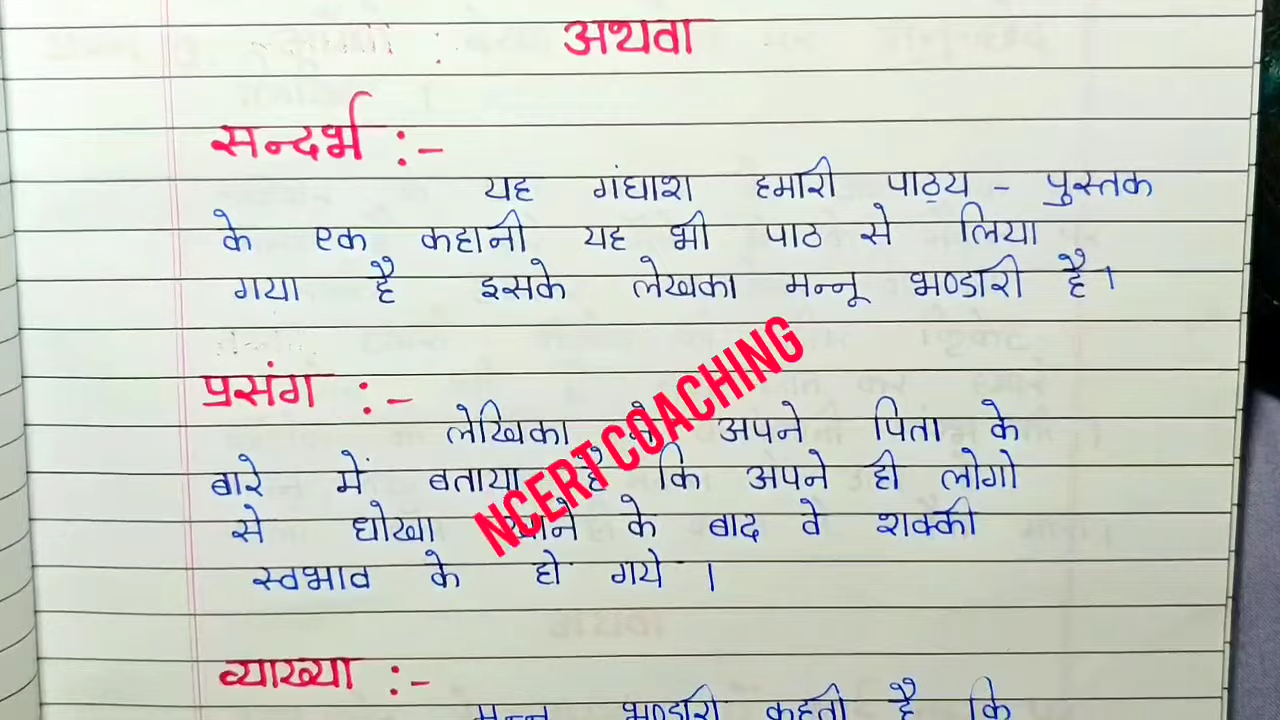 अथवा
सन्दर्भ :-
यह गंघाश हमारी पाठ्य - पुस्तक
के एक कहानी यह भी पाठ से लिया
गया है इसके लेखका मन्नू भण्डारी है।
प्रसंग :-
लेखिका ने अपने पिता के
बारे में बताया है कि अपने ही लोगो
से धोखा खाने के बाद वे शक्की
स्वभाव के हो गये ।
NCERT COACHING
व्याख्या :-
मन्नू भण्डारी कहती है कि